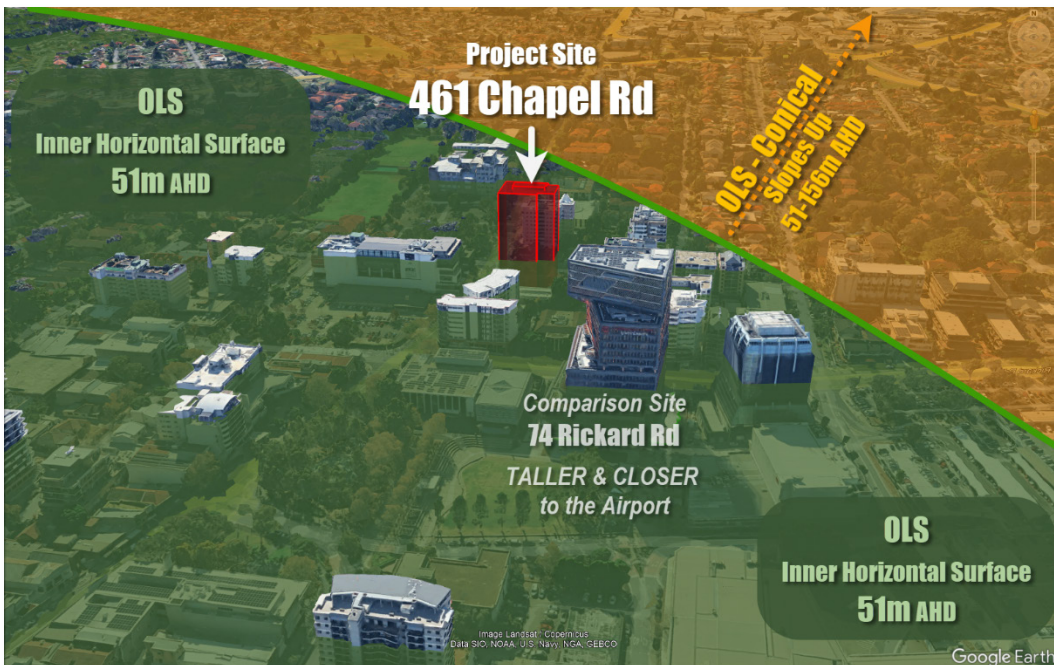 Project Site
461 Chapel Rd
OLS
Inner Horizontal Surface
51m AHD
OLS - Conical
Slopes Up
51-156m AHD
Comparison Site
74 Rickard Rd
TALLER & CLOSER
to the Airport
OLS
Inner Horizontal Surface
51m AHD
Image Landsat / Copernicus
Data SIO, NOAA, U.S. Navy, NGA, GEBCO
Google Earth